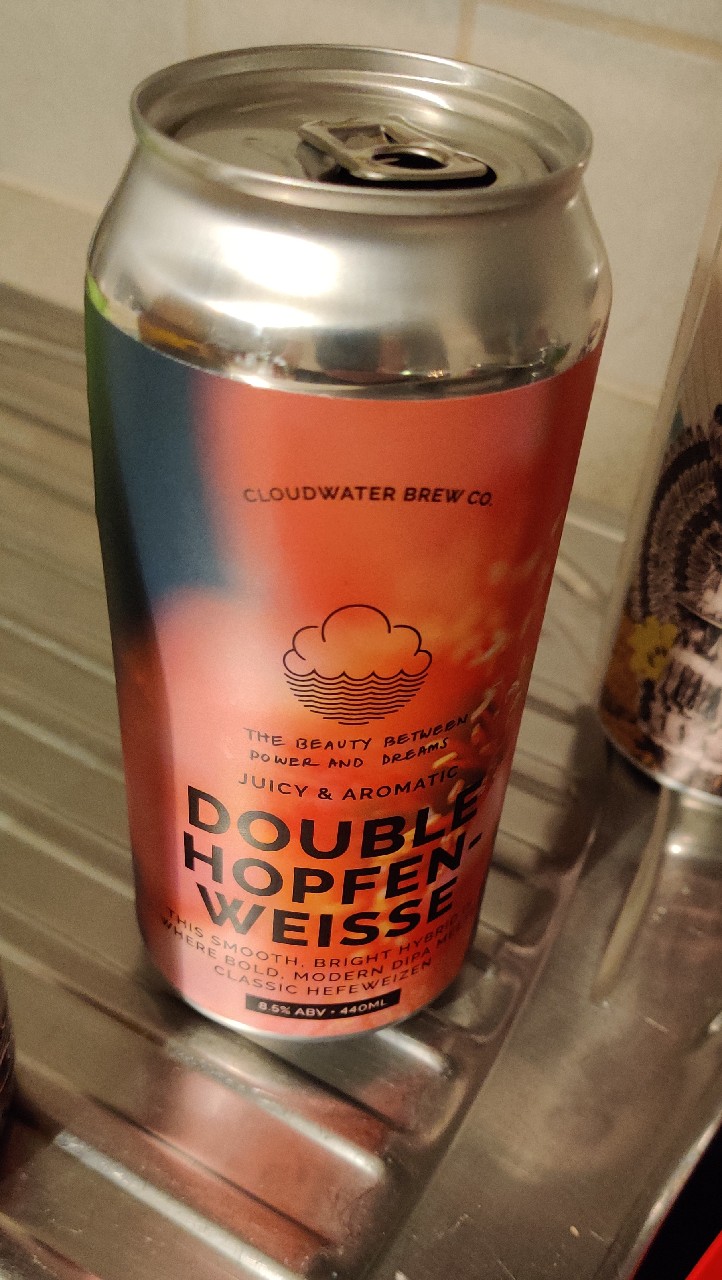 CLOUDWATER BREW CO.
THE BEAUTY BETWEEN
POWER AND DREAMS
JUICY & AROMATIC
DOUBLE
HOPFEN-
WEISSE
THIS SMOOTH, BRIGHT HYBRID
WHERE BOLD, MODERN DIPA
CLASSIC HEFEWEIZEN
8.5% ABV • 440ML